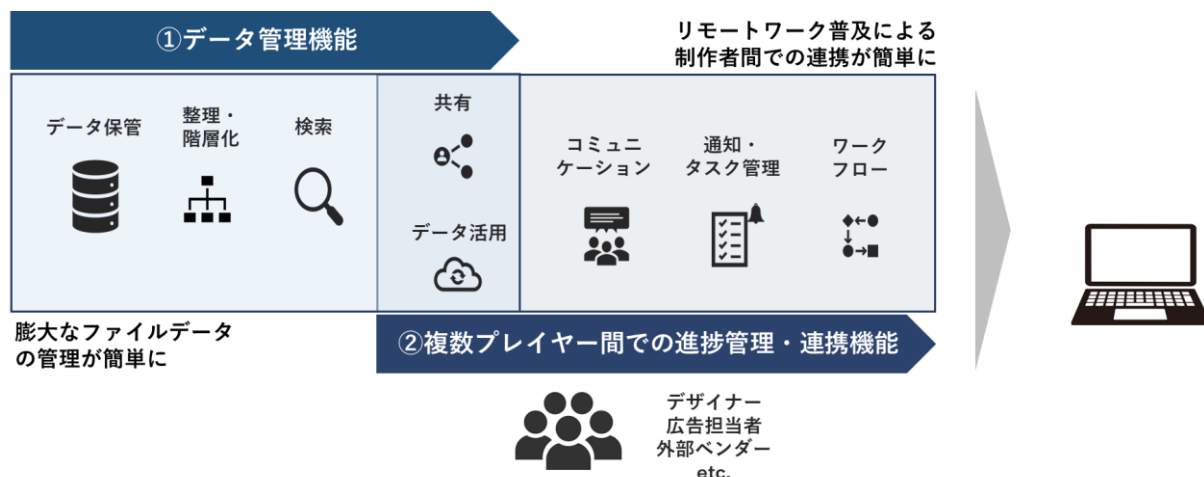 ①データ管理機能
リモートワーク普及による
制作者間での連携が簡単に
データ保管
整理・
階層化
検索
共有
データ活用
コミュニ
ケーション
通知・
タスク管理
ワーク
フロー
膨大なファイルデータ
の管理が簡単に
②複数プレイヤー間での進捗管理・連携機能
デザイナー
広告担当者
外部ベンダー
etc.